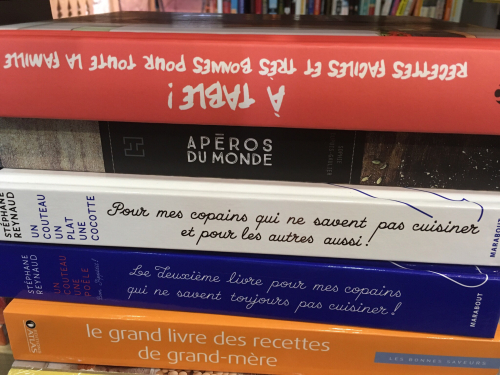 À TABLE !
RECETTES FACILES ET TRÈS BONNES POUR TOUTE LA FAMILLE
APÉROS
DU MONDE
STÉPHANE
REYNAUD
UN COUTEAU
UN
PLAT
UNE
COCOTTE
Pour mes copains qui ne savent pas cuisiner
et pour les autres aussi !
MARABOUT
STÉPHANE
REYNAUD
UN
COUTEAU
UNE
POÊLE
Le deuxième livre pour mes copains
qui ne savent toujours pas cuisiner !
MARABOUT
ATLAS
le grand livre des recettes
de grand-mère
LES BONNES SAVEURS